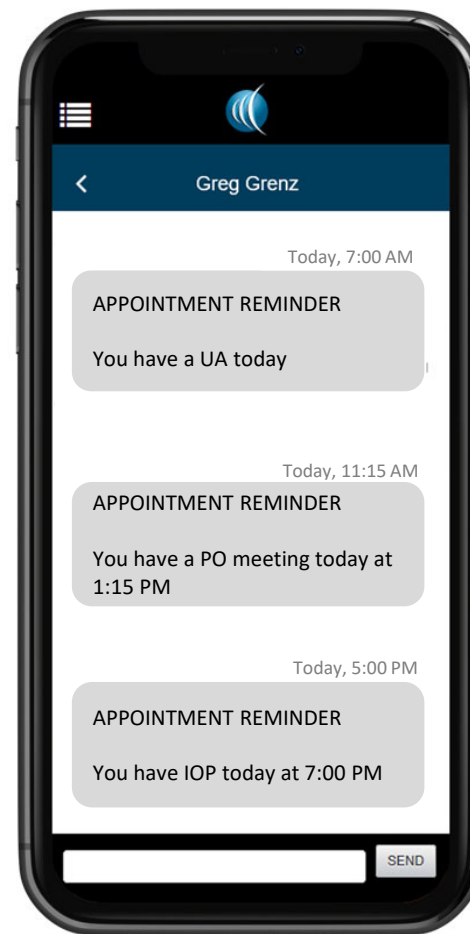 Greg Grenz
Today, 7:00 AM
APPOINTMENT REMINDER
You have a UA today
Today, 11:15 AM
APPOINTMENT REMINDER
You have a PO meeting today at
1:15 PM
Today, 5:00 PM
APPOINTMENT REMINDER
You have IOP today at 7:00 PM
SEND